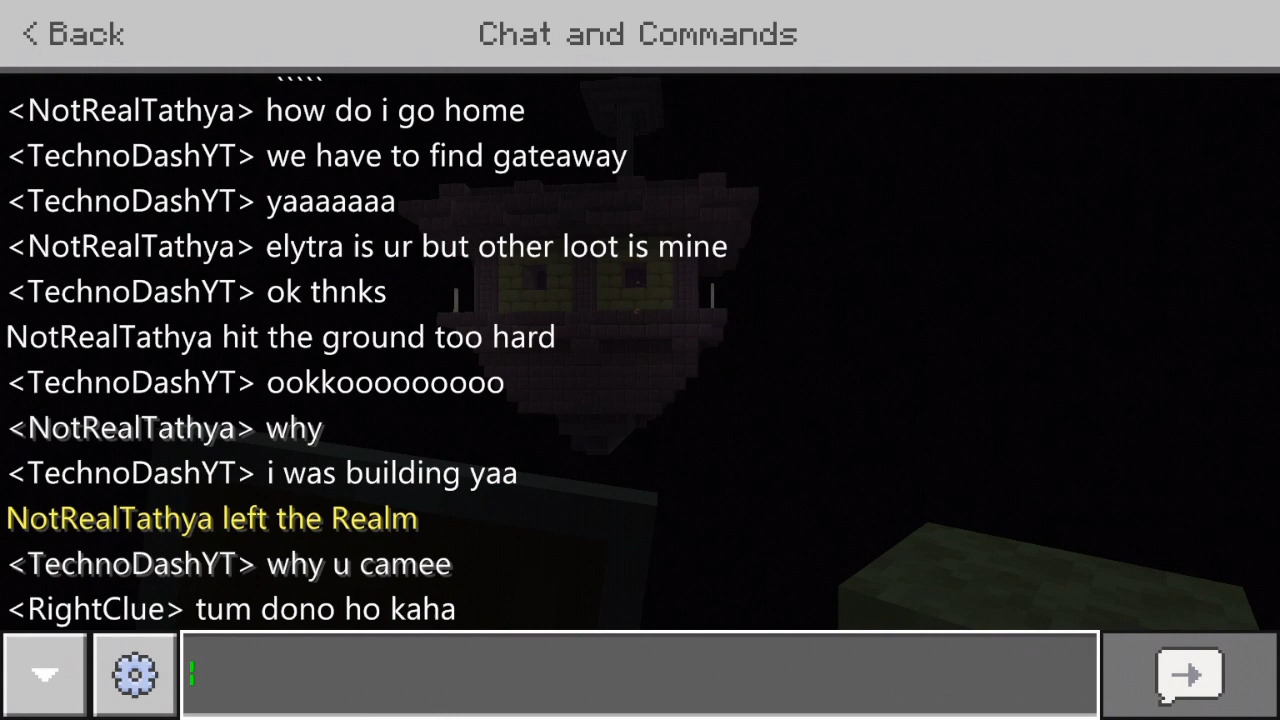 < Back
Chat and Commands
<NotRealTathya> how do i go home
<TechnoDashYT> we have to find gateaway
<TechnoDashYT> yaaaaaaa
<NotRealTathya> elytra is ur but other loot is mine
<TechnoDashYT> ok thnks
NotRealTathya hit the ground too hard
<TechnoDashYT> ookkooooooooo
<NotRealTathya> why
<TechnoDashYT> i was building yaa
NotRealTathya left the Realm
<TechnoDashYT> why u camee
<RightClue> tum dono ho kaha